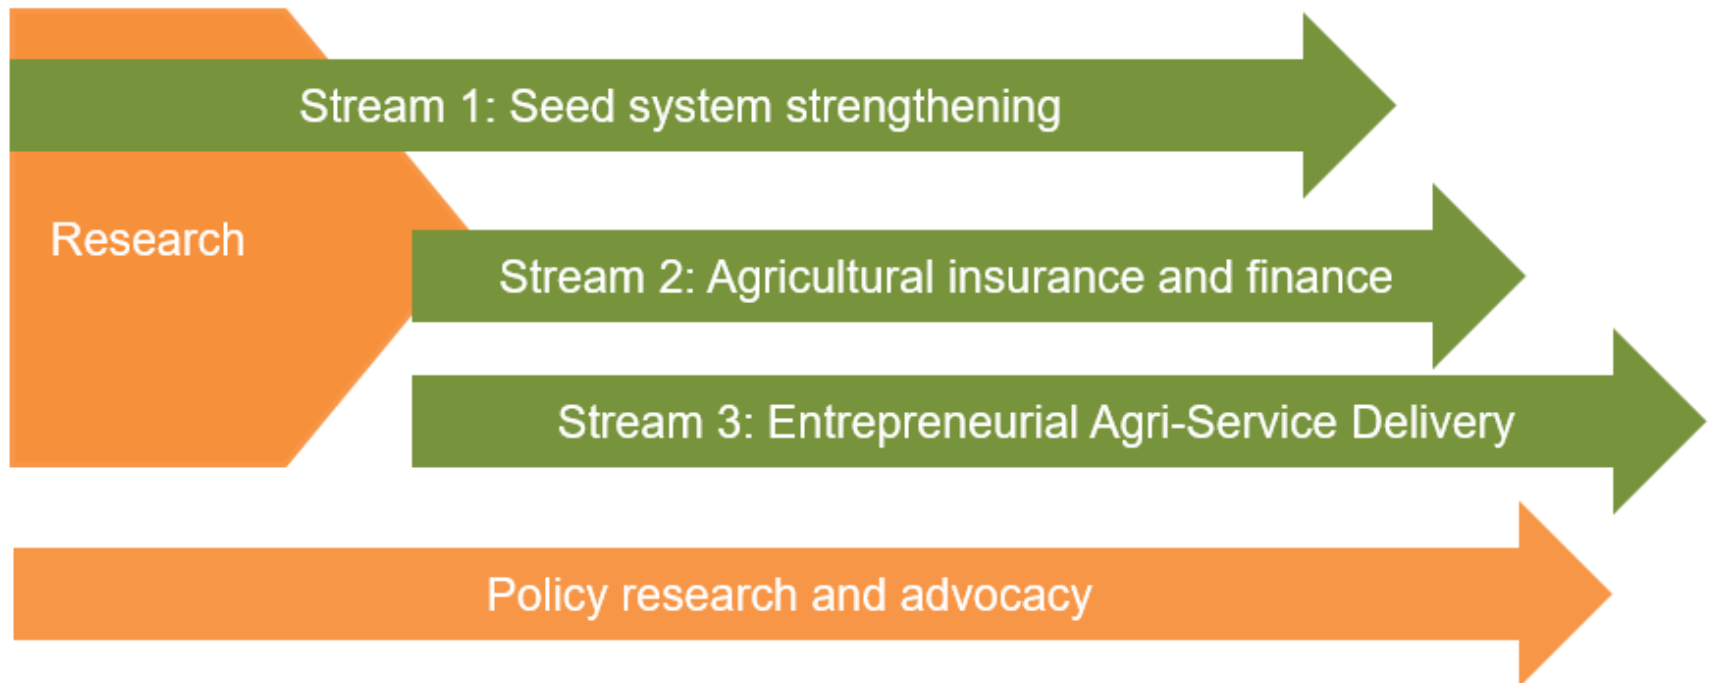 Stream 1: Seed system strengthening
Research
Stream 2: Agricultural insurance and finance
Stream 3: Entrepreneurial Agri-Service Delivery
Policy research and advocacy